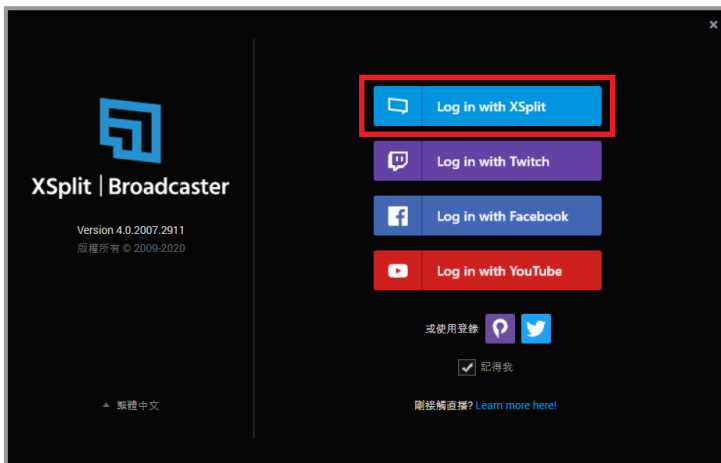 XSplit | Broadcaster
Version 4.0.2007.2911
版權所有 © 2009-2020
繁體中文
Log in with XSplit
Log in with Twitch
Log in with Facebook
Log in with YouTube
或使用登錄
記得我
剛接觸直播? Learn more here!